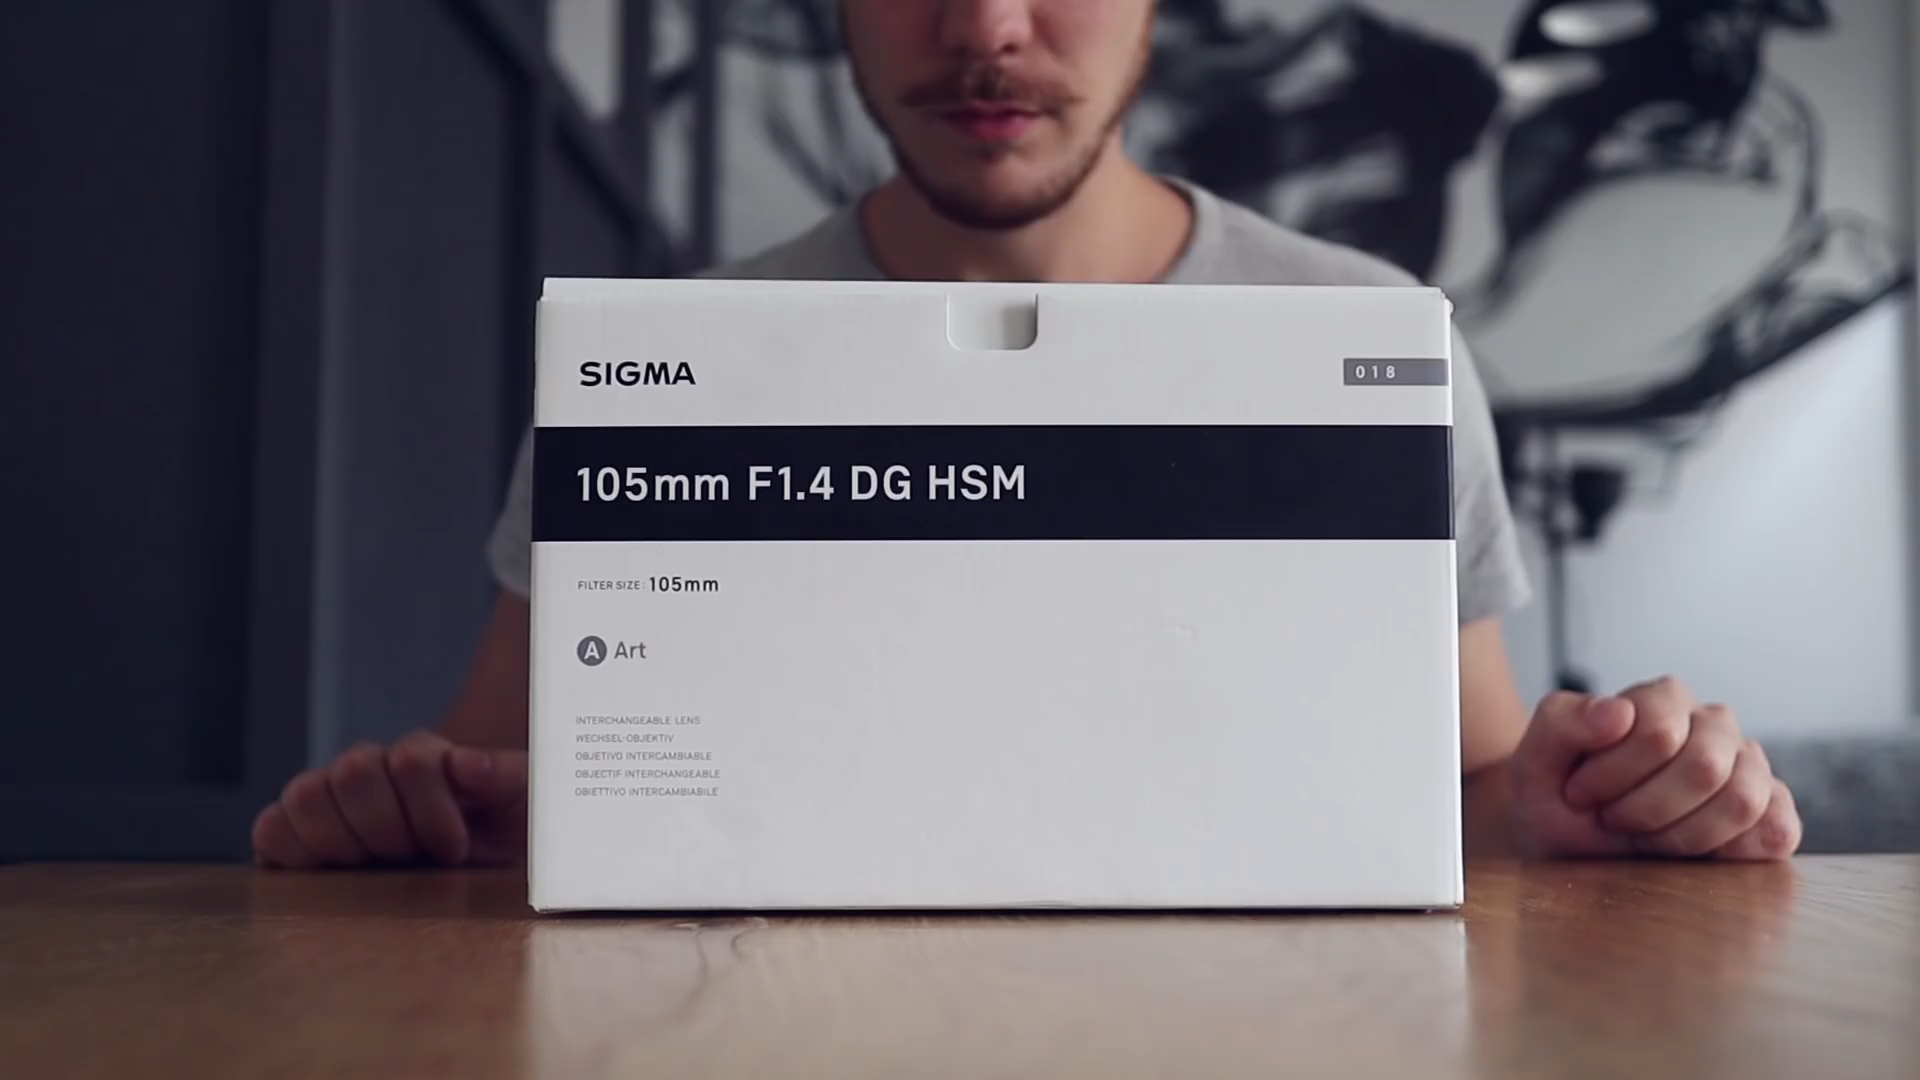 SIGMA
018
105mm F1.4 DG HSM
FILTER SIZE: 105mm
A Art
INTERCHANGEABLE LENS
WECHSEL-OBJEKTIV
OBJETIVO INTERCAMBIABLE
OBJECTIF INTERCHANGEABLE
OBIETTIVO INTERCAMBIABILE